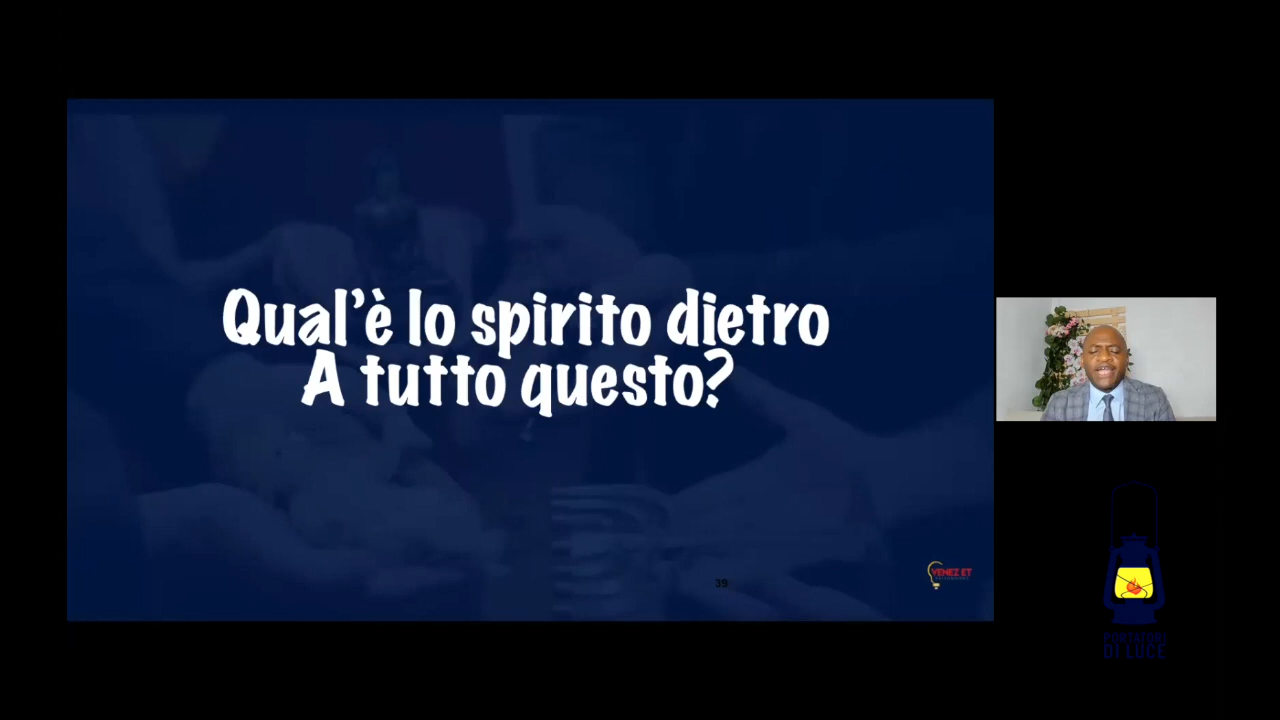 Qual'è lo spirito dietro
A tutto questo?
39
VENEZ ET
PORTATORI
DI LUCE